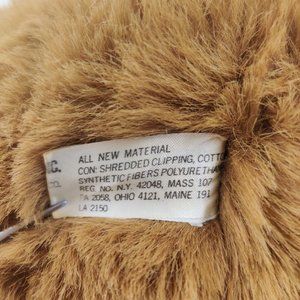 C.
ALL NEW MATERIAL
CON: SHREDDED CLIPPING, COTTO
SYNTHETIC FIBERS POLYURETHA
REG NO. N.Y. 42048, MASS 107
PA 2058, OHIO 4121, MAINE 191
LA 2150